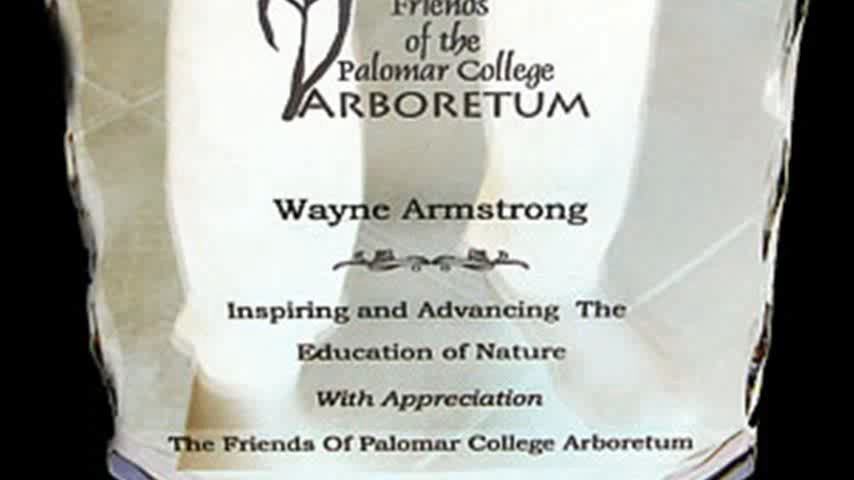 Friends
of the
Palomar College
ARBORETUM
Wayne Armstrong
Inspiring and Advancing The
Education of Nature
With Appreciation
The Friends Of Palomar College Arboretum